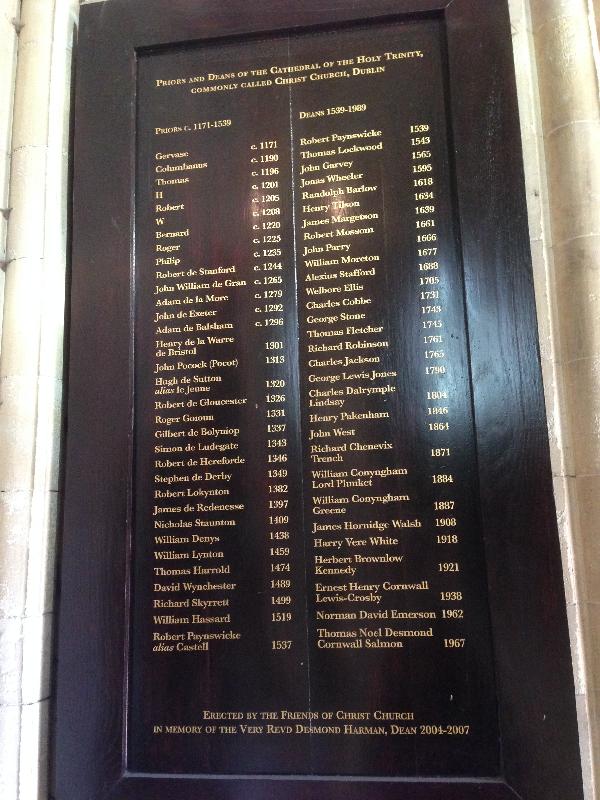 Priors and Deans of the Cathedral of the Holy Trinity,
commonly called Christ Church, Dublin
Priors c. 1171-1539
Gervase c. 1171
Columbanus c. 1190
Thomas c. 1196
H c. 1201
Robert c. 1205
W c. 1208
Bernard c. 1220
Roger c. 1225
Philip c. 1235
Robert de Stanford c. 1244
John William de Gran c. 1265
Adam de la More c. 1279
John de Exeter c. 1292
Adam de Balsham c. 1296
Henry de la Warre
de Bristol 1301
John Pocock (Pocot) 1313
Hugh de Sutton
alias le Jeune 1320
Robert de Gloucester 1326
Roger Goioun 1331
Gilbert de Bolyniop 1337
Simon de Ludegate 1343
Robert de Hereforde 1346
Stephen de Derby 1349
Robert Lokynton 1382
James de Redenesse 1397
Nicholas Staunton 1409
William Denys 1438
William Lynton 1459
Thomas Harrold 1474
David Wynchester 1489
Richard Skyrrett 1499
William Hassard 1519
Robert Paynswicke
alias Castell 1537
Deans 1539-1989
Robert Paynswicke 1539
Thomas Lockwood 1543
John Garvey 1565
Jonas Wheeler 1595
Randolph Barlow 1618
Henry Tilson 1634
James Margetson 1639
Robert Mossom 1661
John Parry 1666
William Moreton 1677
Alexius Stafford 1688
Welbore Ellis 1705
Charles Cobbe 1731
George Stone 1743
Thomas Fletcher 1745
Richard Robinson 1761
Charles Jackson 1765
George Lewis Jones 1790
Charles Dalrymple
Lindsay 1804
Henry Pakenham 1846
John West 1864
Richard Chenevix
Trench 1871
William Conyngham
Lord Plunket 1884
William Conyngham
Greene 1887
James Hornidge Walsh 1908
Harry Vere White 1918
Herbert Brownlow
Kennedy 1921
Ernest Henry Cornwall
Lewis-Crosby 1938
Norman David Emerson 1962
Thomas Noel Desmond
Cornwall Salmon 1967
Erected by the Friends of Christ Church
in memory of the Very Revd Desmond Harman, Dean 2004-2007